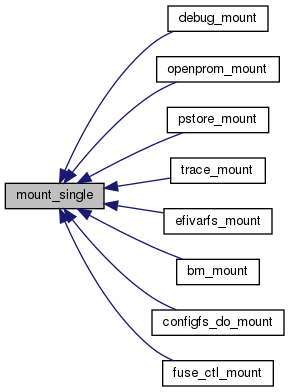 debug_mount
openprom_mount
pstore_mount
trace_mount
mount_single
efivarfs_mount
bm_mount
configfs_do_mount
fuse_ctl_mount